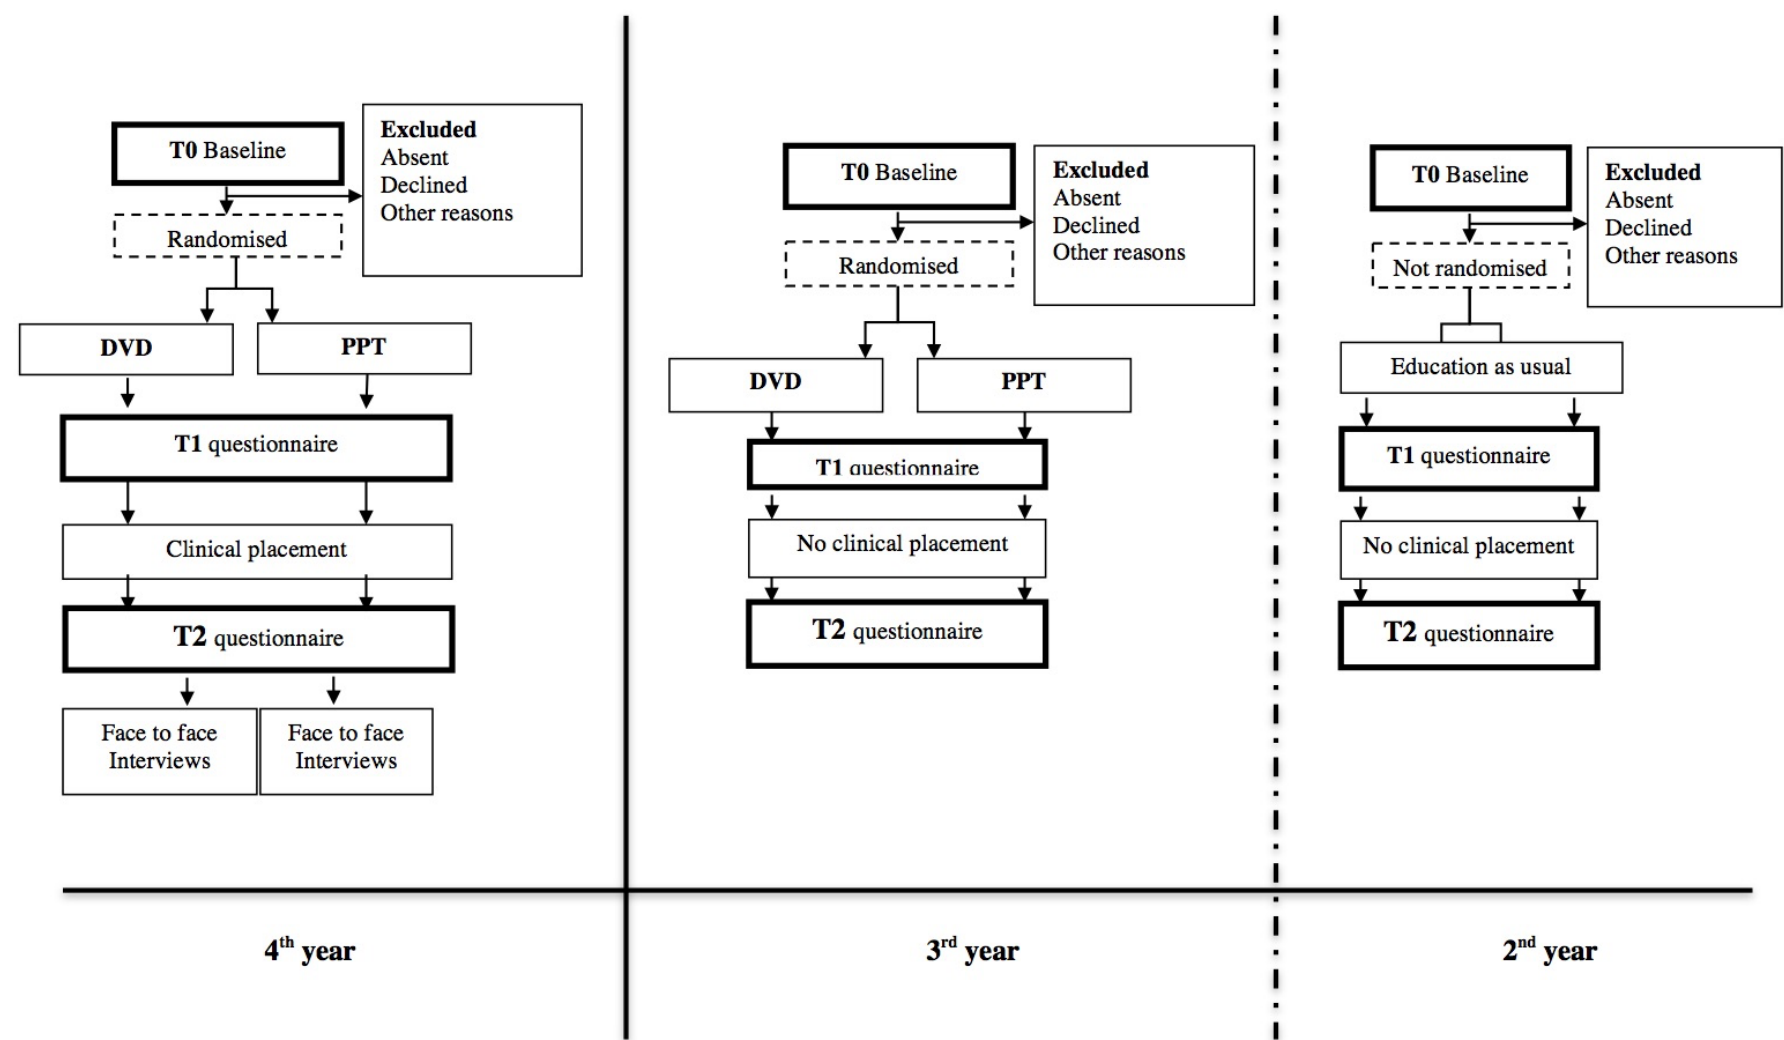 T0 Baseline
Excluded
Absent
Declined
Other reasons
Randomised
DVD
PPT
T1 questionnaire
Clinical placement
T2 questionnaire
Face to face
Interviews
Face to face
Interviews
4th year
T0 Baseline
Excluded
Absent
Declined
Other reasons
Randomised
DVD
PPT
T1 questionnaire
No clinical placement
T2 questionnaire
3rd year
T0 Baseline
Excluded
Absent
Declined
Other reasons
Not randomised
Education as usual
T1 questionnaire
No clinical placement
T2 questionnaire
2nd year